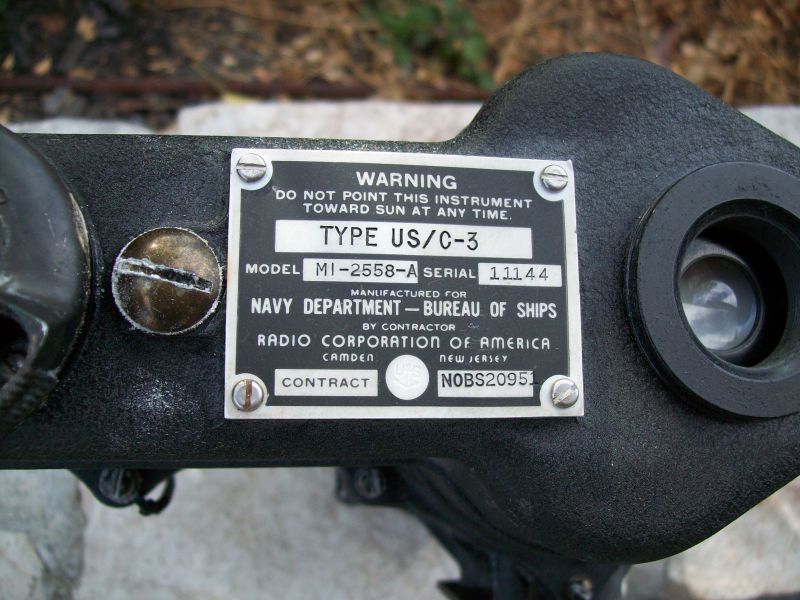 WARNING
DO NOT POINT THIS INSTRUMENT
TOWARD SUN AT ANY TIME.
TYPE US/C-3
MODEL MI-2558-A SERIAL 11144
MANUFACTURED FOR
NAVY DEPARTMENT — BUREAU OF SHIPS
BY CONTRACTOR
RADIO CORPORATION OF AMERICA
CAMDEN NEW JERSEY
CONTRACT NOBS20951